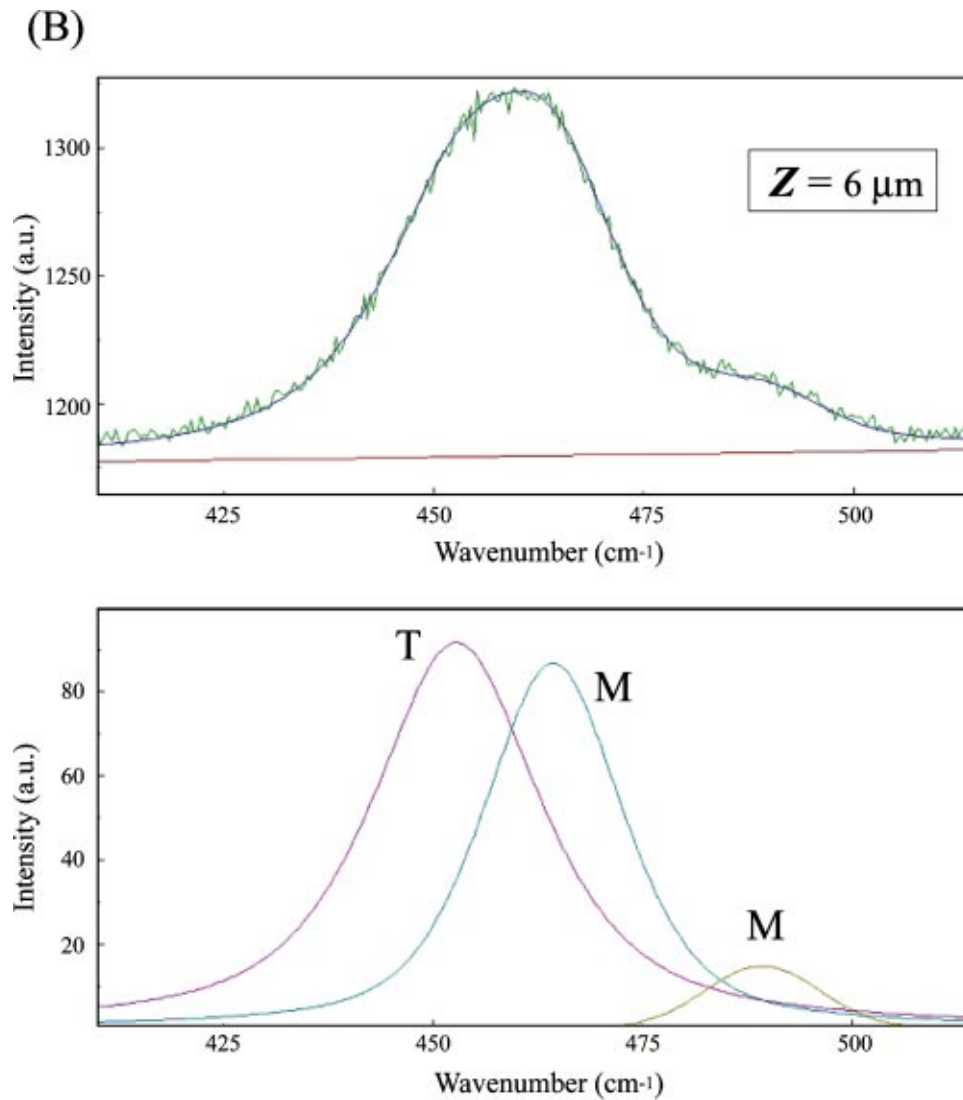 (B)
Z = 6 μm
1300
1250
1200
Intensity (a.u.)
425 450 475 500
Wavenumber (cm-1)
T
M
M
80
60
40
20
Intensity (a.u.)
425 450 475 500
Wavenumber (cm-1)